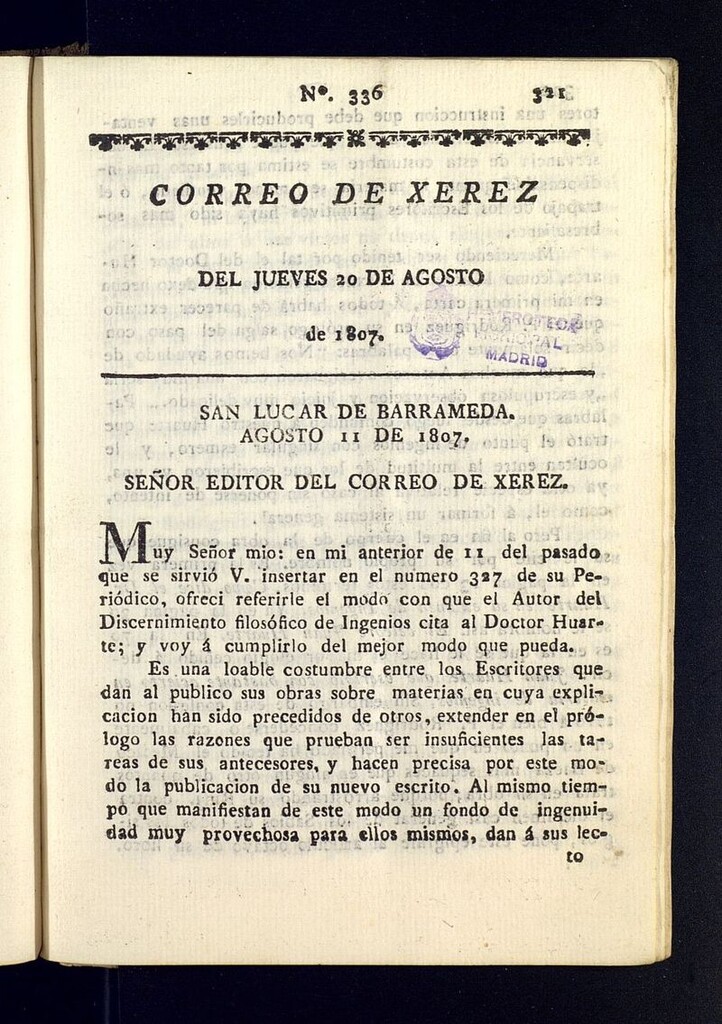 Nº. 336 321
CORREO DE XEREZ
DEL JUEVES 20 DE AGOSTO
de 1807.
MADRID
SAN LUCAR DE BARRAMEDA.
AGOSTO 11 DE 1807.
SEÑOR EDITOR DEL CORREO DE XEREZ.
Muy Señor mio: en mi anterior de 11 del pasado
que se sirvió V. insertar en el numero 327 de su Pe-
riódico, ofreci referirle el modo con que el Autor del
Discernimiento filosófico de Ingenios cita al Doctor Huar-
te; y voy á cumplirlo del mejor modo que pueda.
Es una loable costumbre entre los Escritores que
dan al publico sus obras sobre materias en cuya expli-
cacion han sido precedidos de otros, extender en el pró-
logo las razones que prueban ser insuficientes las ta-
reas de sus antecesores, y hacen precisa por este mo-
do la publicacion de su nuevo escrito. Al mismo tiem-
po que manifiestan de este modo un fondo de ingenui-
dad muy provechosa para ellos mismos, dan á sus lec-
to